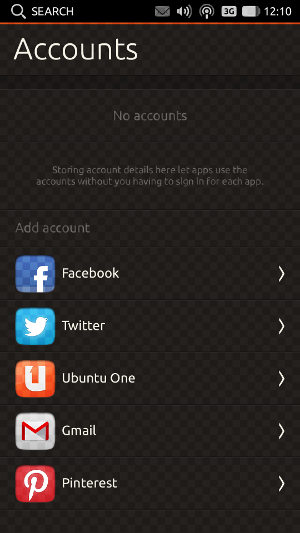 SEARCH 3G 12:10
Accounts
No accounts
Storing account details here let apps use the
accounts without you having to sign in for each app.
Add account
Facebook
Twitter
Ubuntu One
Gmail
Pinterest